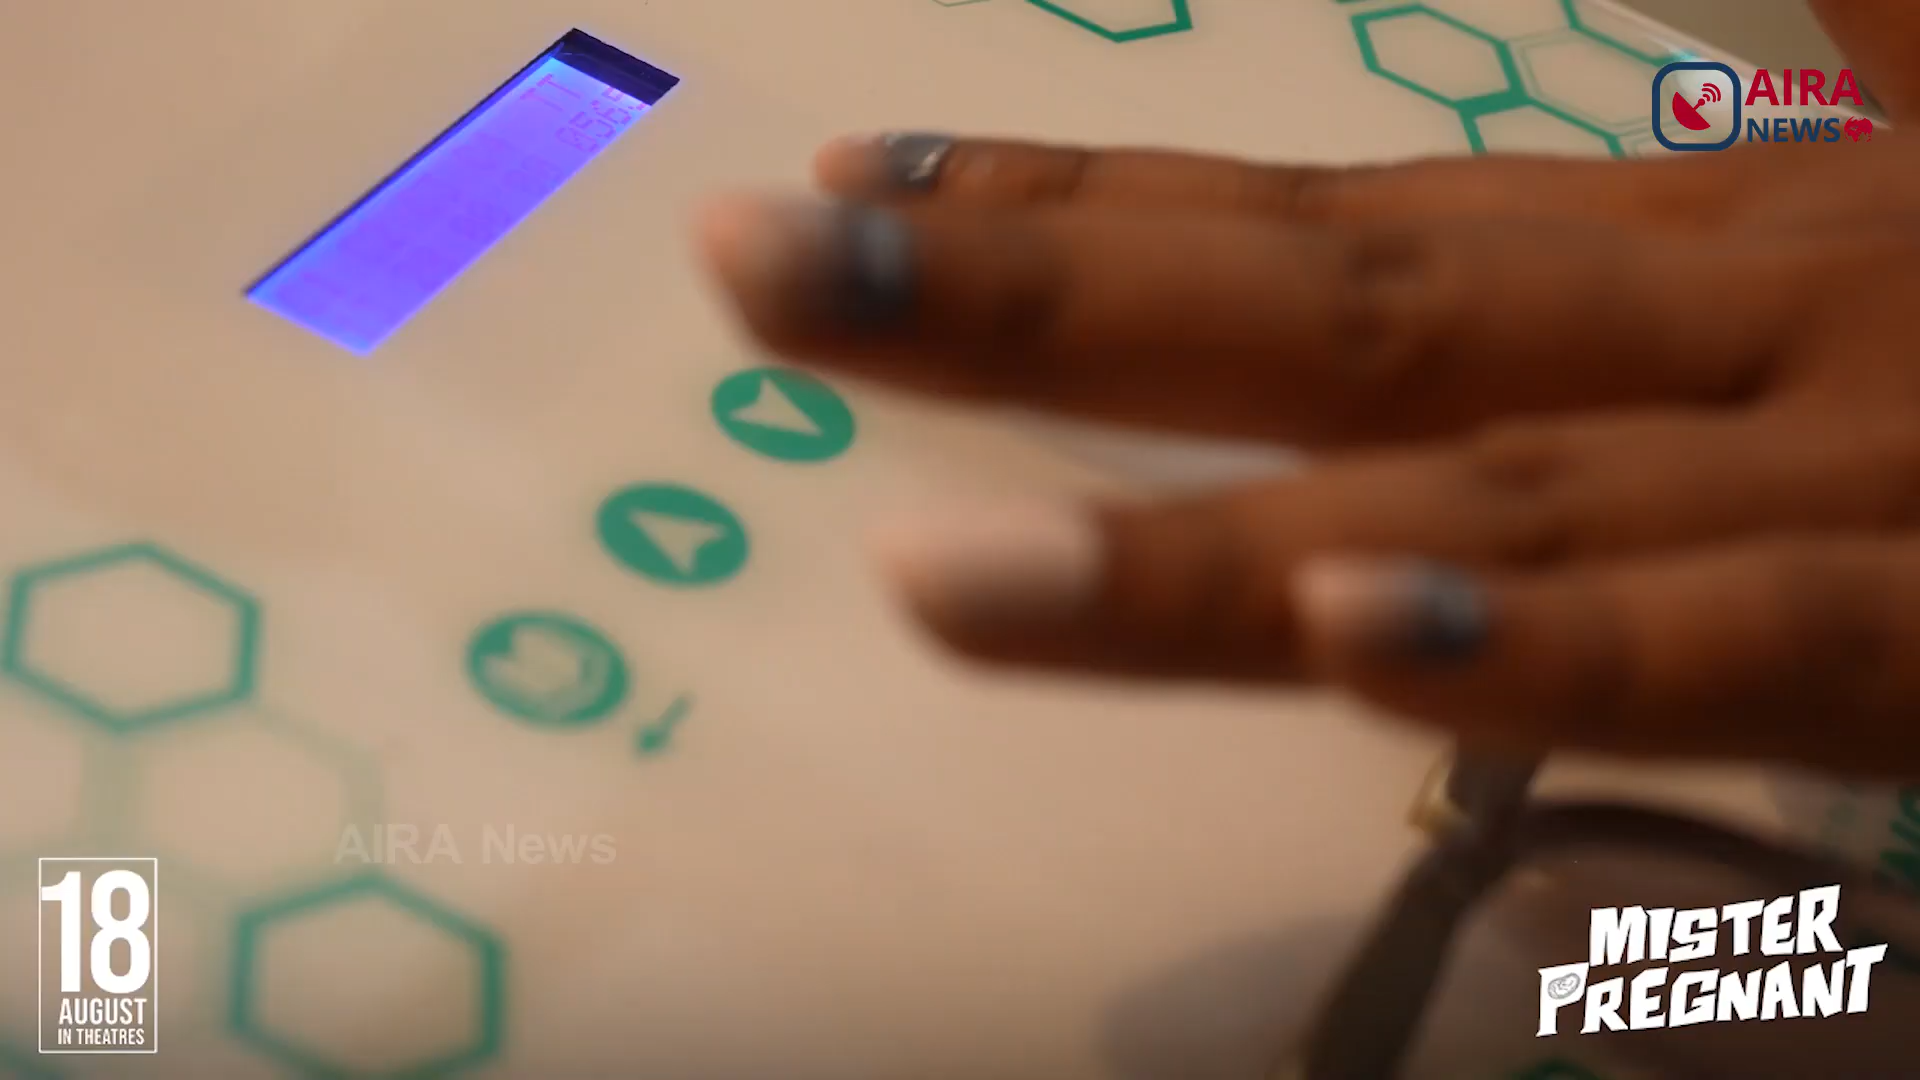 AIRA
NEWS
AIRA News
18
AUGUST
IN THEATRES
MISTER
PREGNANT